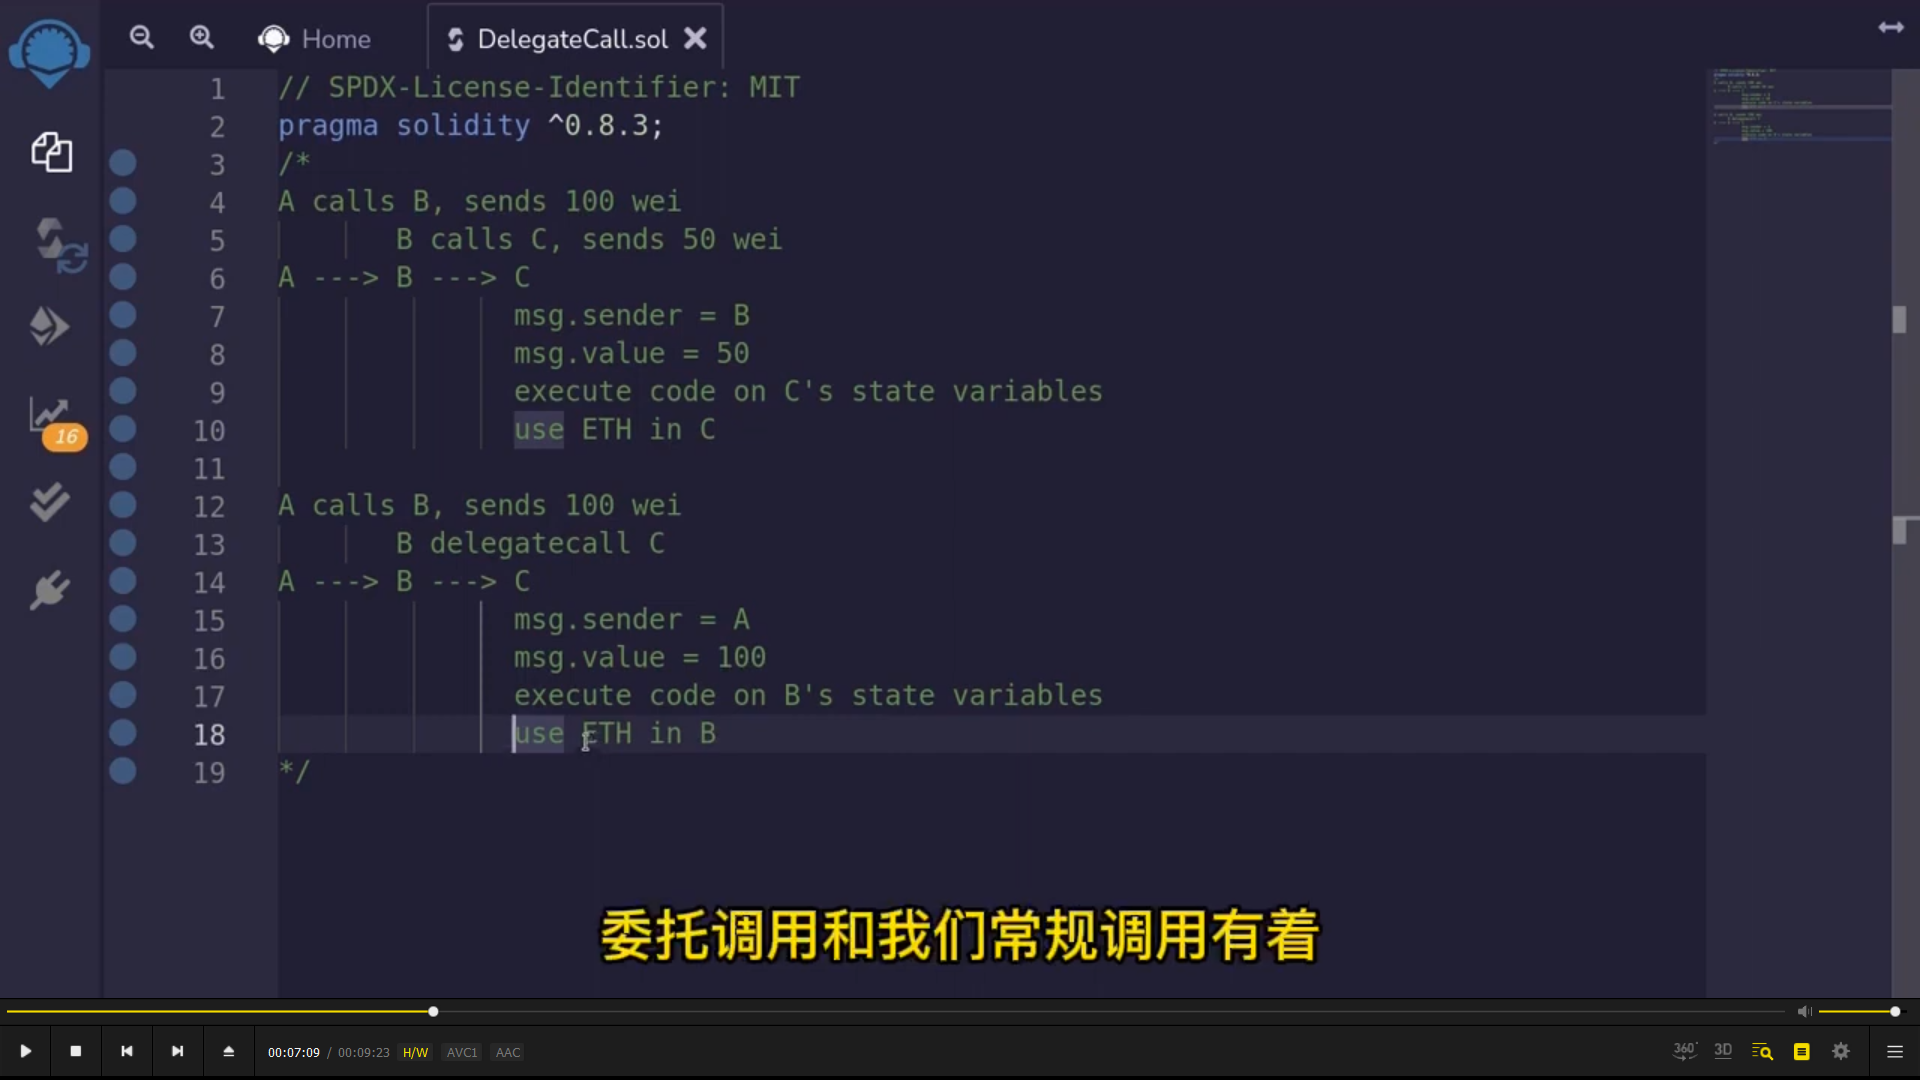 Home
DelegateCall.sol
1 // SPDX-License-Identifier: MIT
2 pragma solidity ^0.8.3;
3 /*
4 A calls B, sends 100 wei
5 B calls C, sends 50 wei
6 A ---> B ---> C
7 msg.sender = B
8 msg.value = 50
9 execute code on C's state variables
10 use ETH in C
11
12 A calls B, sends 100 wei
13 B delegatecall C
14 A ---> B ---> C
15 msg.sender = A
16 msg.value = 100
17 execute code on B's state variables
18 use ETH in B
19 */
16
委托调用和我们常规调用有着
00:07:09 / 00:09:23 H/W AVC1 AAC
360° 3D